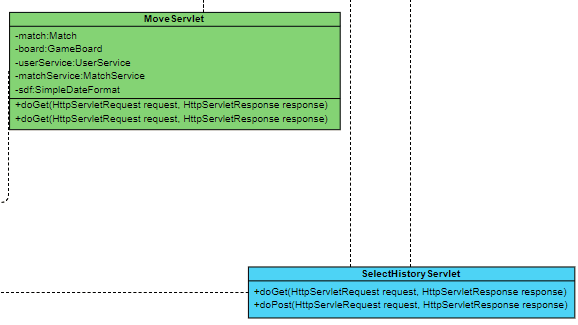 MoveServlet
-match:Match
-board:GameBoard
-userService:UserService
-matchService:MatchService
-sdf:SimpleDateFormat
+doGet(HttpServletRequest request, HttpServletResponse response)
+doGet(HttpServletRequest request, HttpServletResponse response)
SelectHistoryServlet
+doGet(HttpServletRequest request, HttpServletResponse response)
+doPost(HttpServleRequest request, HttpServletResponse response)